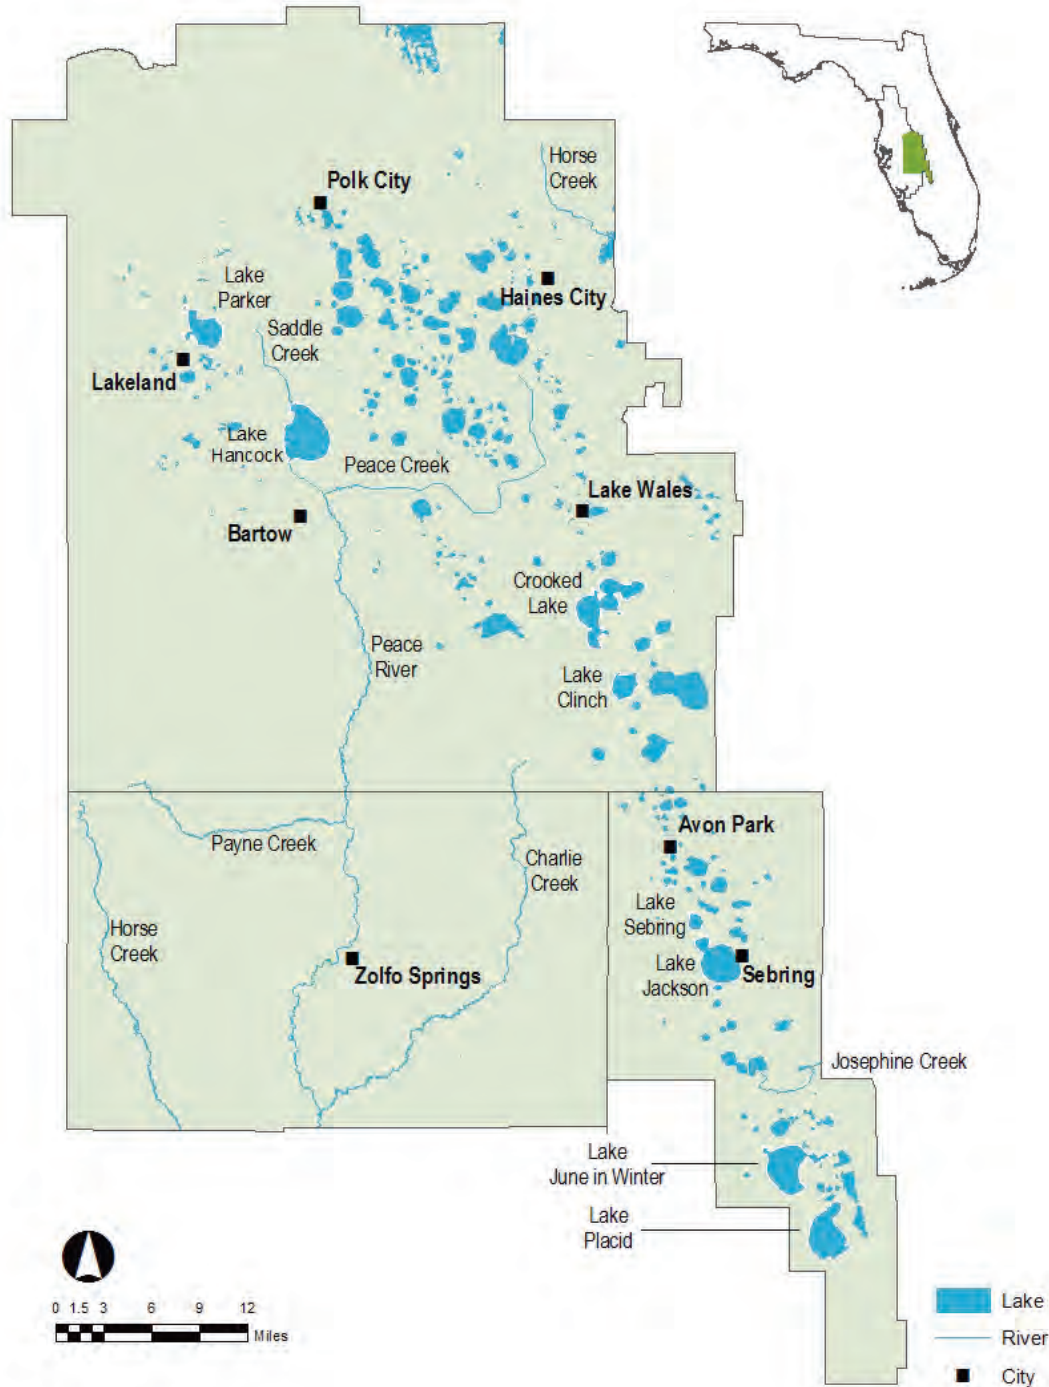 Horse
Creek
Polk City
Lake
Parker
Haines City
Saddle
Creek
Lakeland
Lake
Hancock
Peace Creek
Lake Wales
Bartow
Crooked
Lake
Peace
River
Lake
Clinch
Avon Park
Payne Creek
Charlie
Creek
Lake
Sebring
Horse
Creek
Lake
Jackson
Zolfo Springs
Sebring
Josephine Creek
Lake
June in Winter
Lake
Placid
0 1.5 3 6 9 12
Miles
Lake
River
City